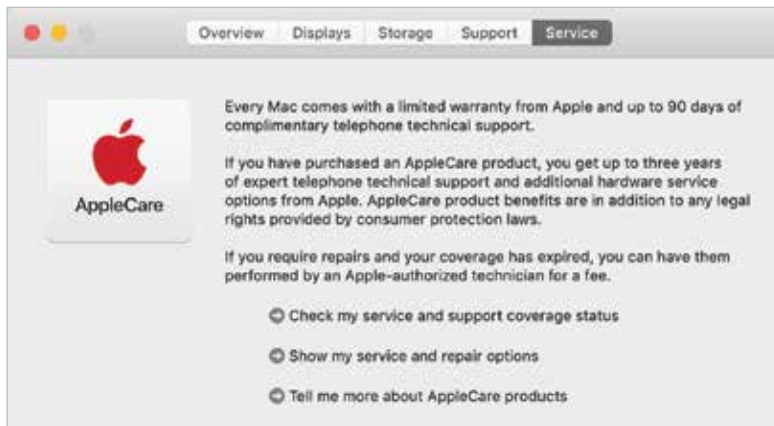 Overview Displays Storage Support Service
Every Mac comes with a limited warranty from Apple and up to 90 days of
complimentary telephone technical support.
If you have purchased an AppleCare product, you get up to three years
of expert telephone technical support and additional hardware service
options from Apple. AppleCare product benefits are in addition to any legal
rights provided by consumer protection laws.
AppleCare
If you require repairs and your coverage has expired, you can have them
performed by an Apple-authorized technician for a fee.
Check my service and support coverage status
Show my service and repair options
Tell me more about AppleCare products